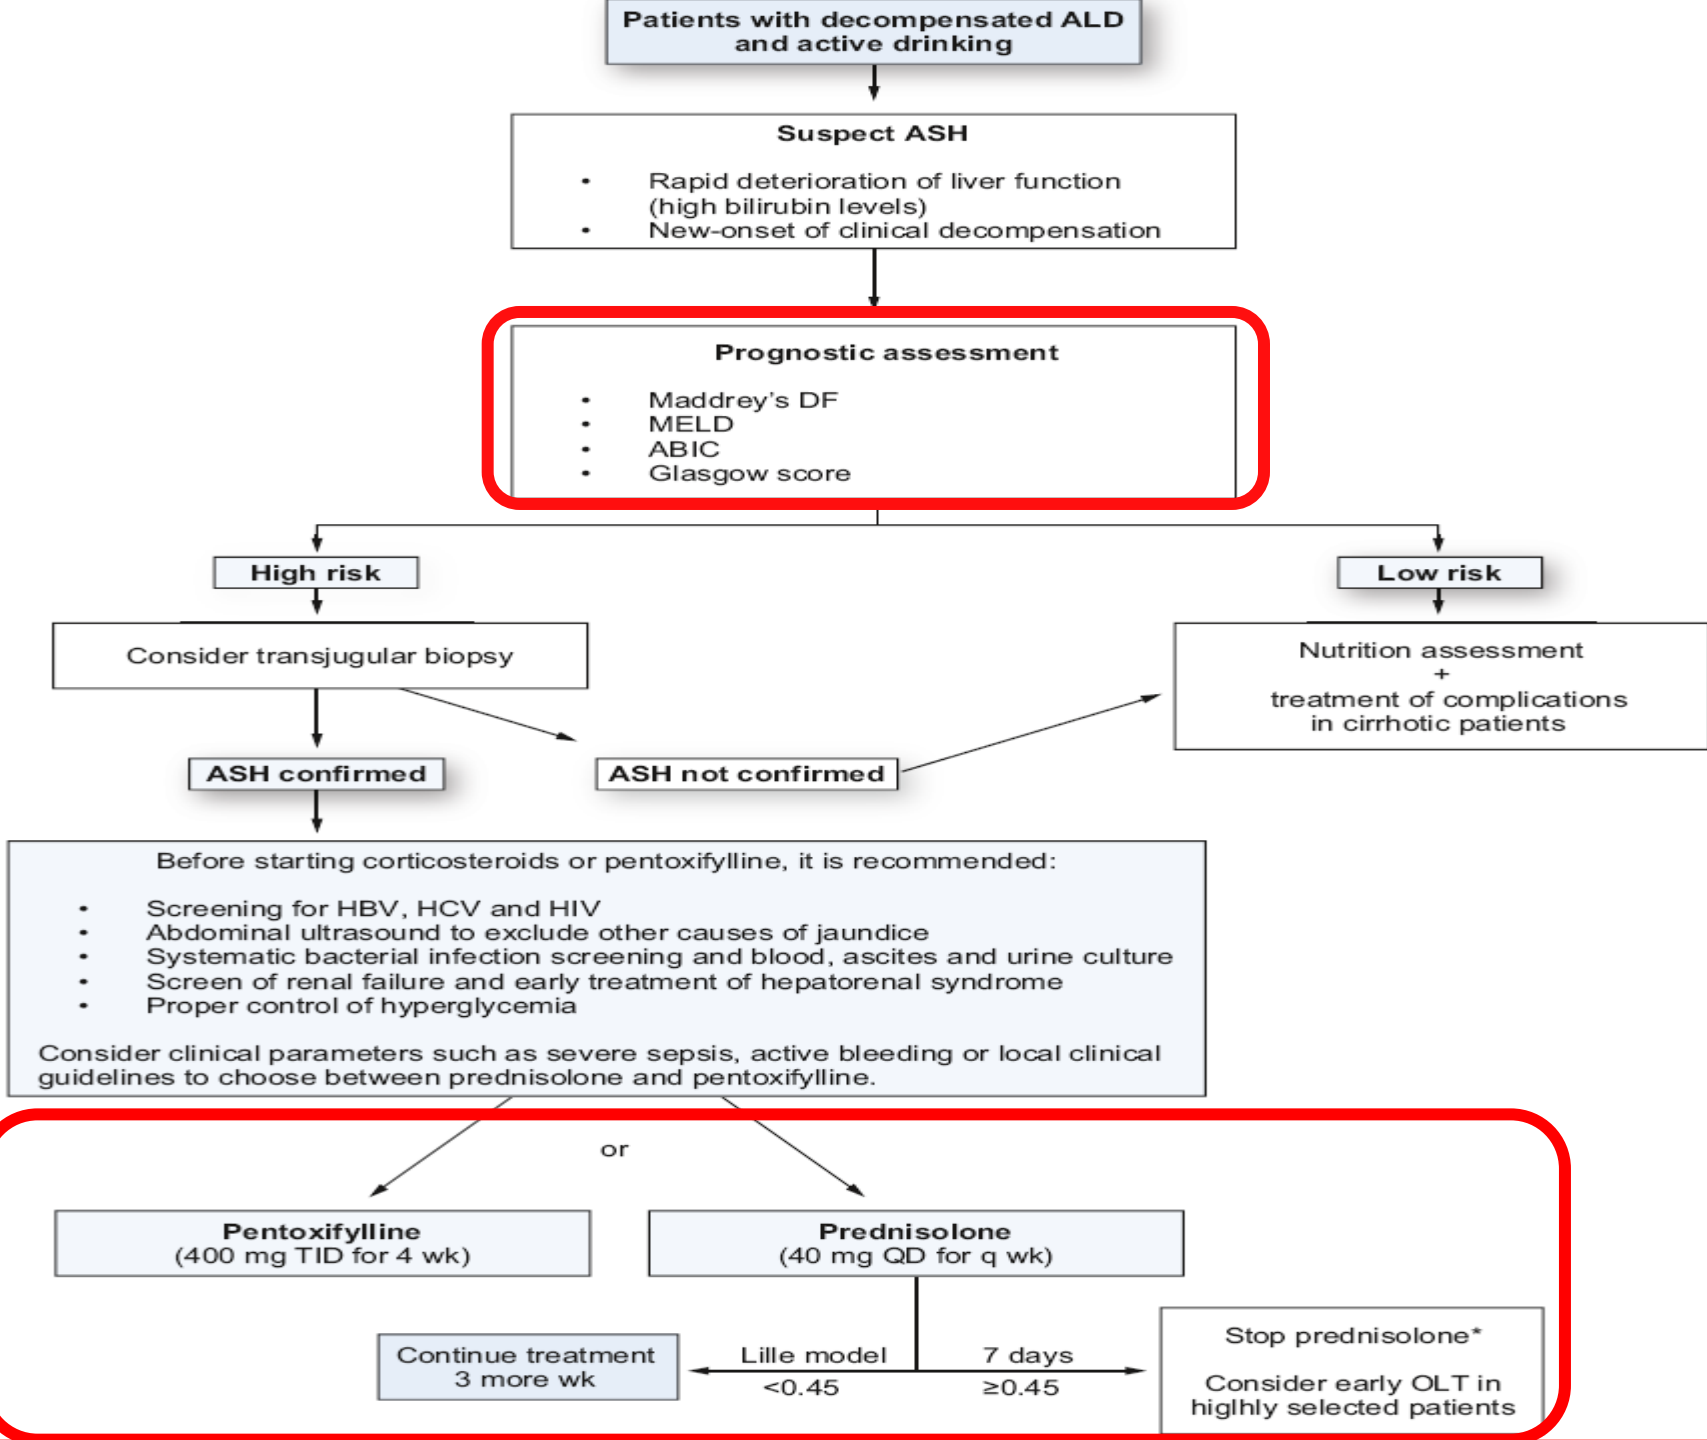 Patients with decompensated ALD
and active drinking
Suspect ASH
• Rapid deterioration of liver function
(high bilirubin levels)
• New-onset of clinical decompensation
Prognostic assessment
• Maddrey's DF
• MELD
• ABIC
• Glasgow score
High risk
Low risk
Consider transjugular biopsy
Nutrition assessment
+
treatment of complications
in cirrhotic patients
ASH confirmed
ASH not confirmed
Before starting corticosteroids or pentoxifylline, it is recommended:
• Screening for HBV, HCV and HIV
• Abdominal ultrasound to exclude other causes of jaundice
• Systematic bacterial infection screening and blood, ascites and urine culture
• Screen of renal failure and early treatment of hepatorenal syndrome
• Proper control of hyperglycemia
Consider clinical parameters such as severe sepsis, active bleeding or local clinical
guidelines to choose between prednisolone and pentoxifylline.
or
Pentoxifylline
(400 mg TID for 4 wk)
Prednisolone
(40 mg QD for q wk)
Continue treatment
3 more wk
Lille model
<0.45
7 days
≥0.45
Stop prednisolone*
Consider early OLT in
higlhly selected patients